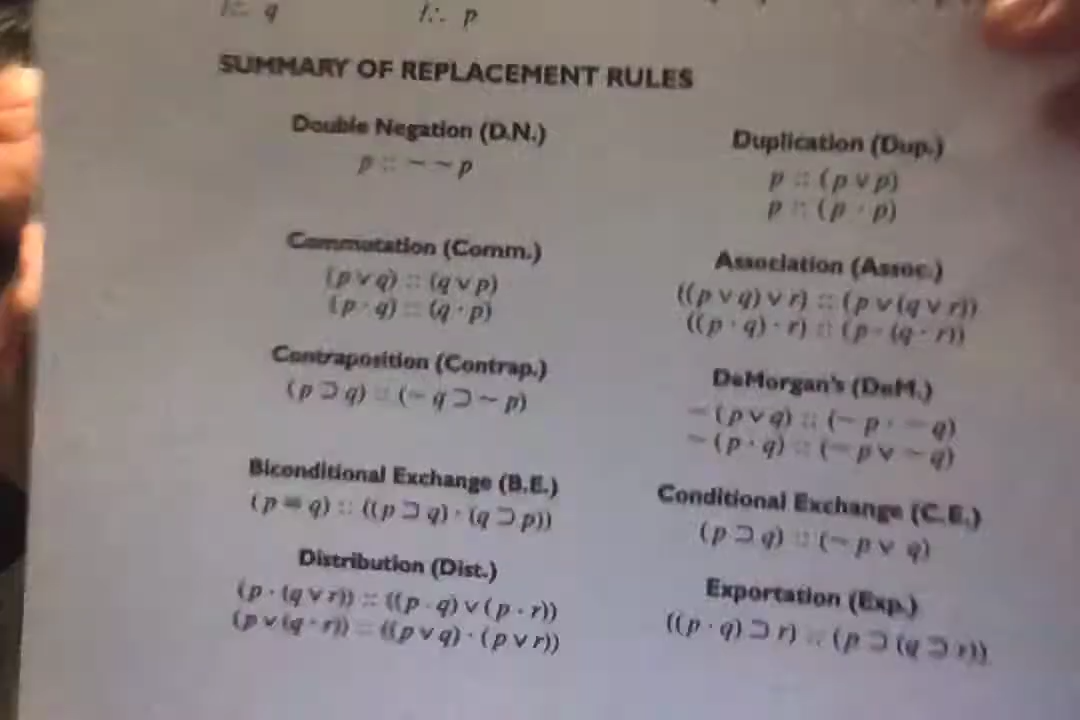 /∴ q
/∴ p
SUMMARY OF REPLACEMENT RULES
Double Negation (D.N.)
p :: ~ ~ p
Duplication (Dup.)
p :: (p ∨ p)
p :: (p · p)
Commutation (Comm.)
(p ∨ q) :: (q ∨ p)
(p · q) :: (q · p)
Association (Assoc.)
((p ∨ q) ∨ r) :: (p ∨ (q ∨ r))
((p · q) · r) :: (p · (q · r))
Contraposition (Contrap.)
(p ⊃ q) :: (~ q ⊃ ~ p)
DeMorgan's (DeM.)
~ (p ∨ q) :: (~ p · ~ q)
~ (p · q) :: (~ p ∨ ~ q)
Biconditional Exchange (B.E.)
(p ≡ q) :: ((p ⊃ q) · (q ⊃ p))
Conditional Exchange (C.E.)
(p ⊃ q) :: (~ p ∨ q)
Distribution (Dist.)
(p · (q ∨ r)) :: ((p · q) ∨ (p · r))
(p ∨ (q · r)) :: ((p ∨ q) · (p ∨ r))
Exportation (Exp.)
((p · q) ⊃ r) :: (p ⊃ (q ⊃ r))